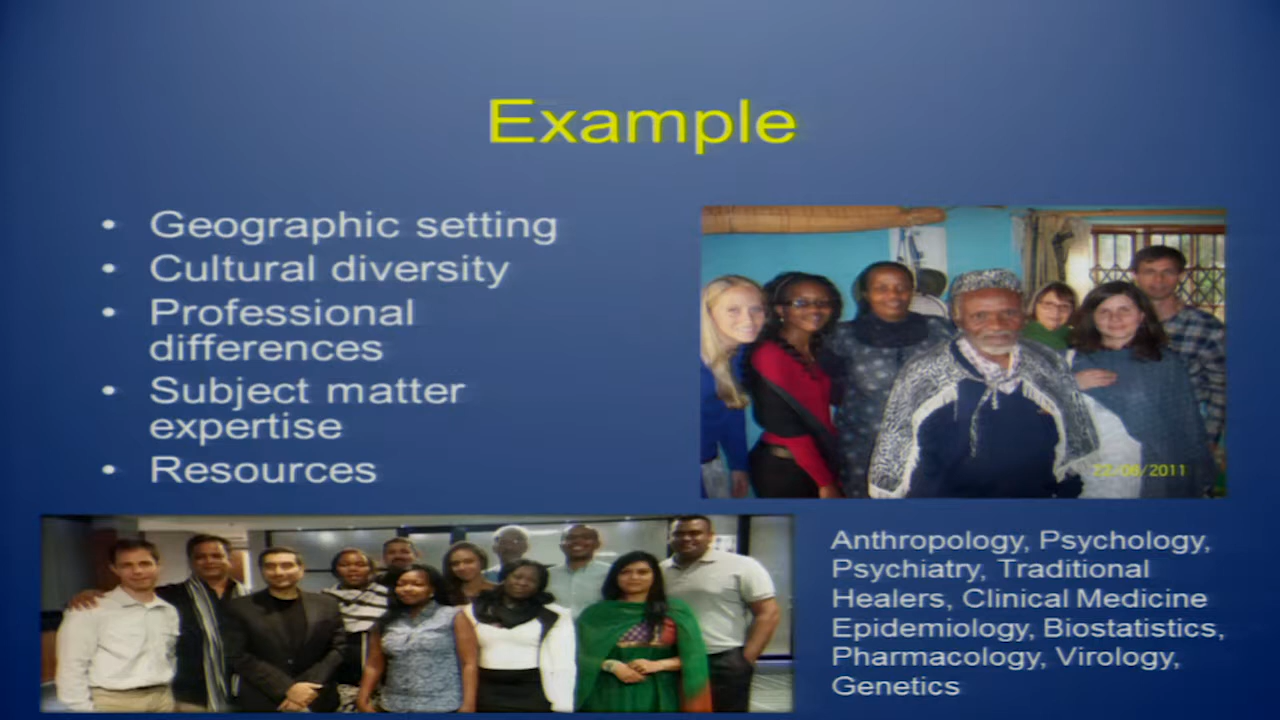 Example
• Geographic setting
• Cultural diversity
• Professional
differences
• Subject matter
expertise
• Resources
22-06/2011
Anthropology, Psychology,
Psychiatry, Traditional
Healers, Clinical Medicine
Epidemiology, Biostatistics,
Pharmacology, Virology,
Genetics